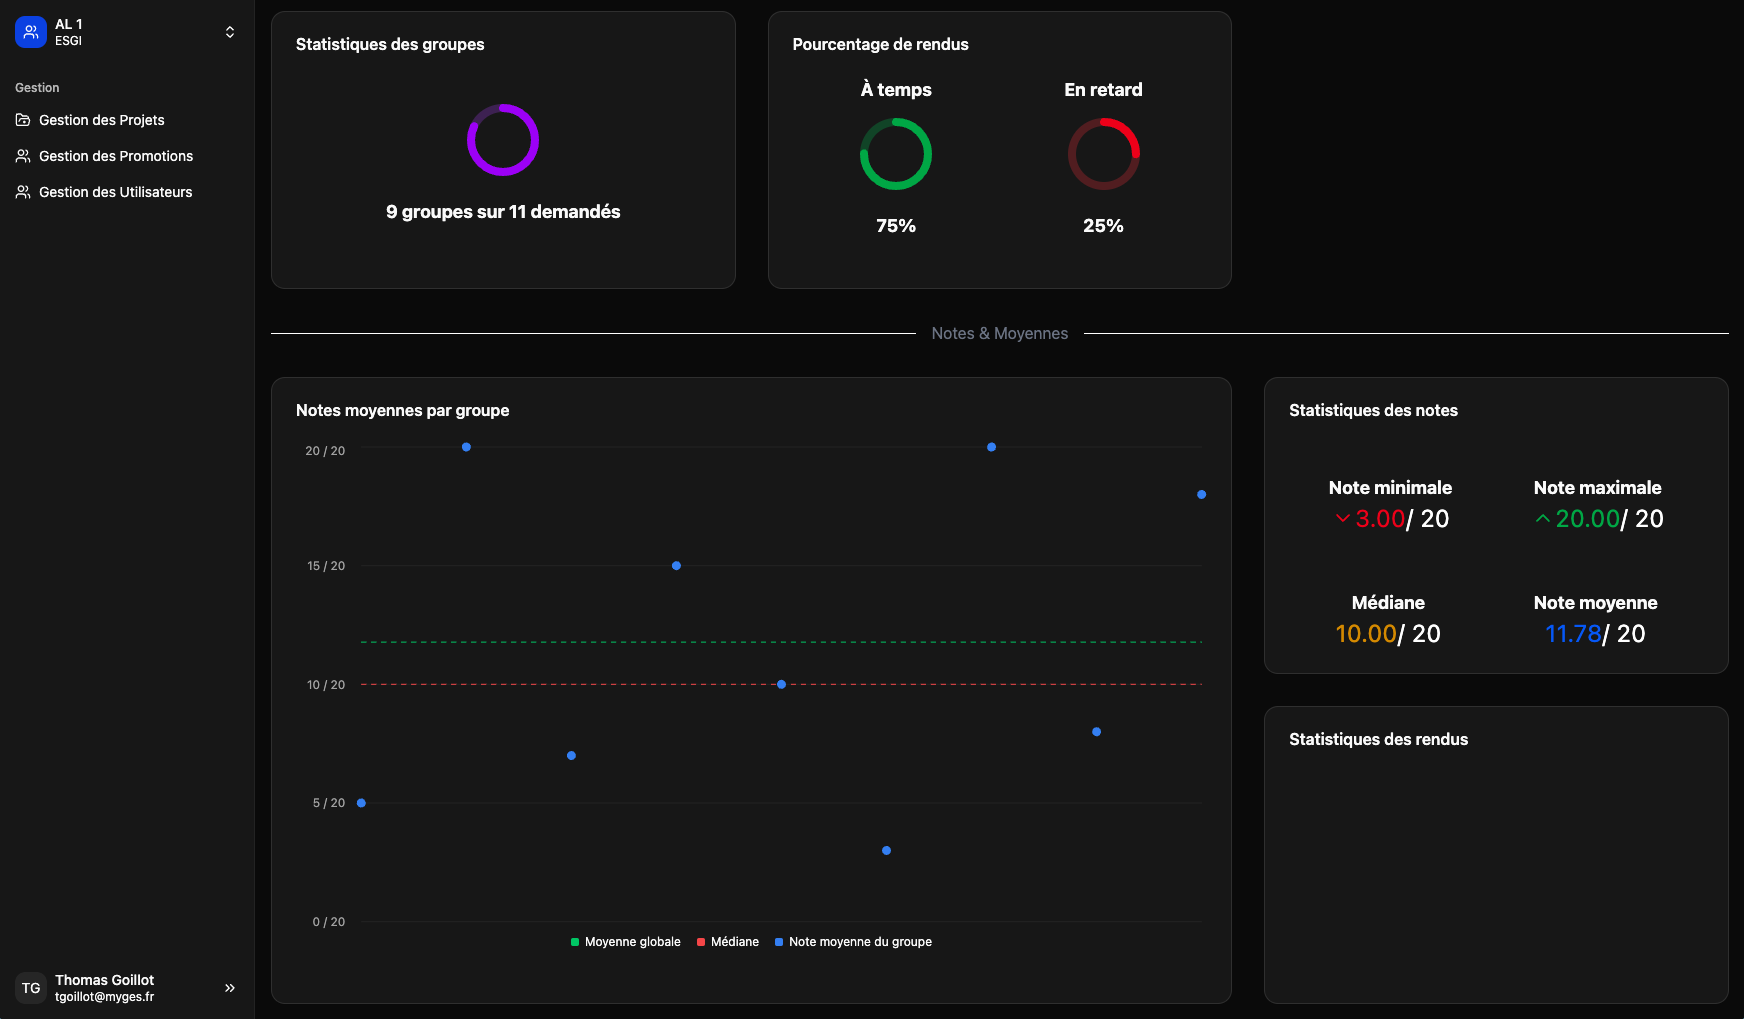 AL 1
ESGI
Gestion
Gestion des Projets
Gestion des Promotions
Gestion des Utilisateurs
TG
Thomas Goillot
tgoillot@myges.fr
Statistiques des groupes
9 groupes sur 11 demandés
Pourcentage de rendus
À temps
En retard
75%
25%
Notes & Moyennes
Notes moyennes par groupe
20 / 20
15 / 20
10 / 20
5 / 20
0 / 20
Moyenne globale
Médiane
Note moyenne du groupe
Statistiques des notes
Note minimale
3.00/ 20
Note maximale
20.00/ 20
Médiane
10.00/ 20
Note moyenne
11.78/ 20
Statistiques des rendus